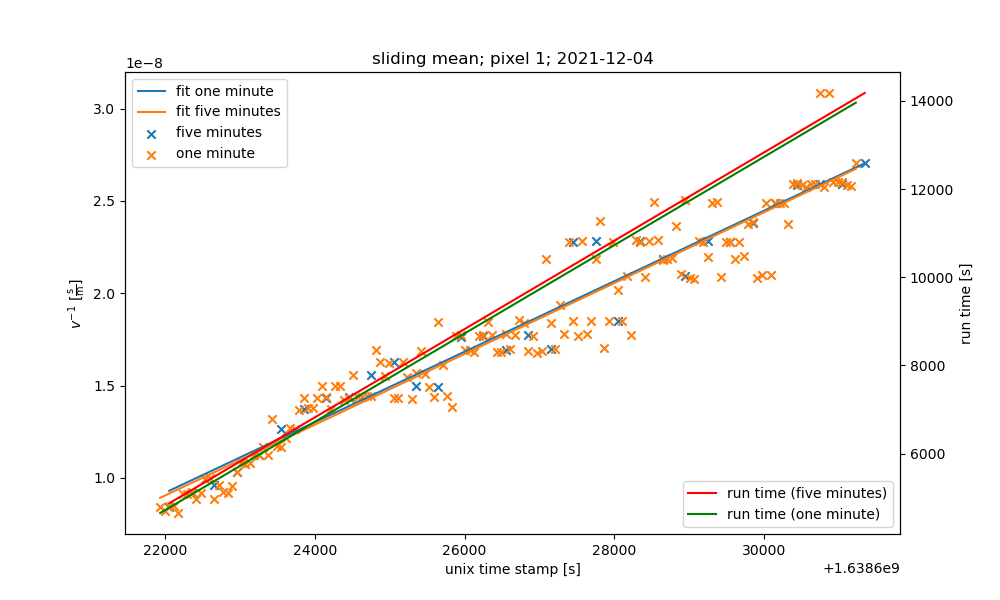 sliding mean; pixel 1; 2021-12-04
1e−8
fit one minute
fit five minutes
five minutes
one minute
3.0
2.5
2.0
1.5
1.0
v⁻¹ [s/m]
14000
12000
10000
8000
6000
run time [s]
run time (five minutes)
run time (one minute)
22000 24000 26000 28000 30000
unix time stamp [s]
+1.6386e9